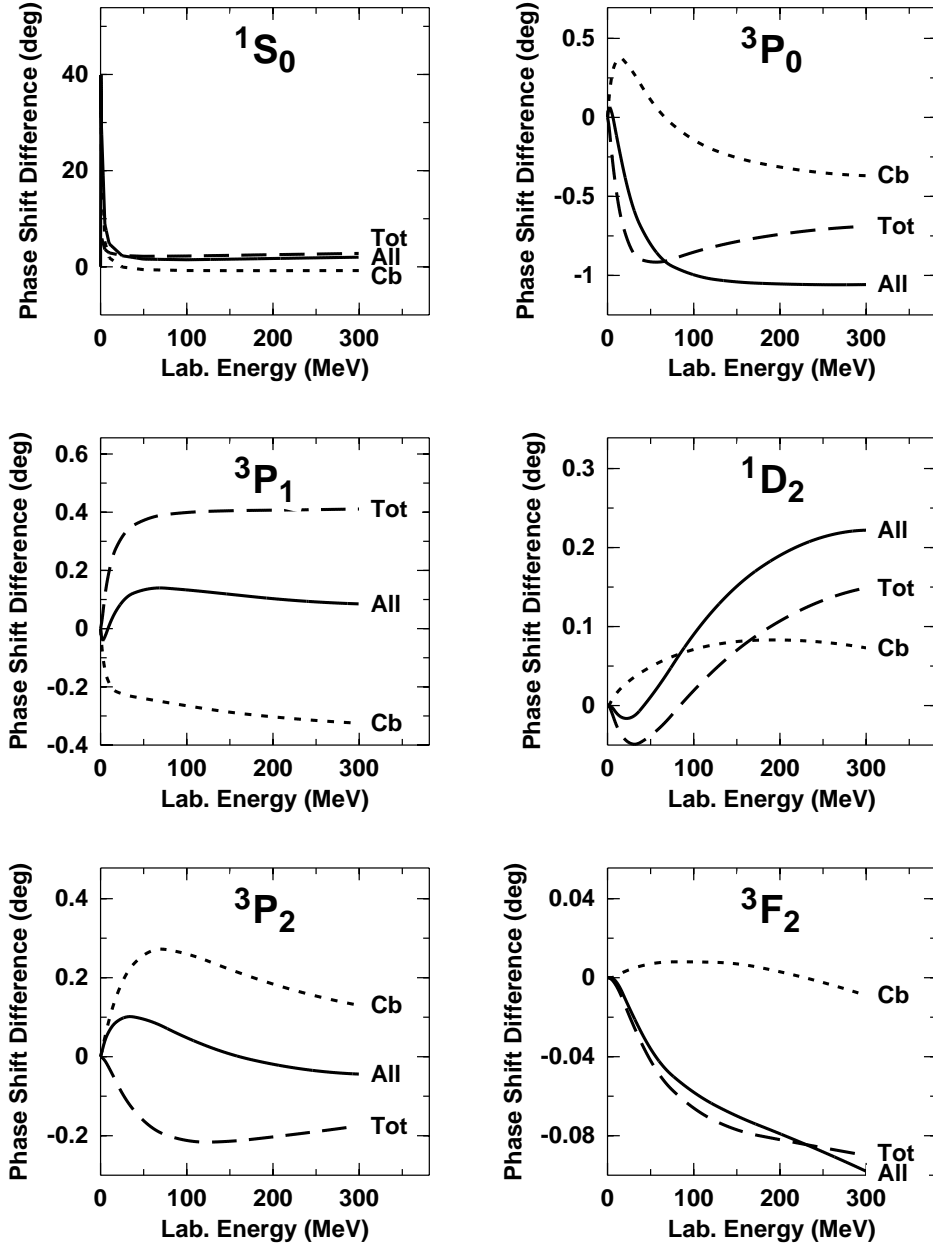 Phase Shift Difference (deg)
¹S₀
40
20
0
Tot
All
Cb
0 100 200 300
Lab. Energy (MeV)
Phase Shift Difference (deg)
³P₀
0.5
0
-0.5
-1
Cb
Tot
All
0 100 200 300
Lab. Energy (MeV)
Phase Shift Difference (deg)
³P₁
0.6
0.4
0.2
0
-0.2
-0.4
Tot
All
Cb
0 100 200 300
Lab. Energy (MeV)
Phase Shift Difference (deg)
¹D₂
0.3
0.2
0.1
0
All
Tot
Cb
0 100 200 300
Lab. Energy (MeV)
Phase Shift Difference (deg)
³P₂
0.4
0.2
0
-0.2
Cb
All
Tot
0 100 200 300
Lab. Energy (MeV)
Phase Shift Difference (deg)
³F₂
0.04
0
-0.04
-0.08
Cb
Tot
All
0 100 200 300
Lab. Energy (MeV)